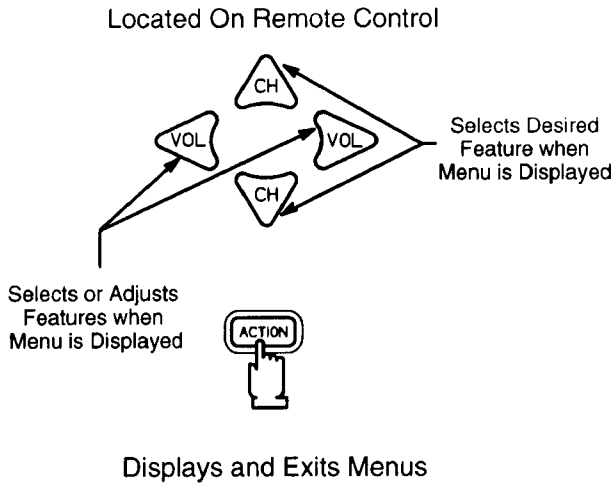 Located On Remote Control
CH
VOL
VOL
CH
Selects Desired
Feature when
Menu is Displayed
Selects or Adjusts
Features when
Menu is Displayed
ACTION
Displays and Exits Menus